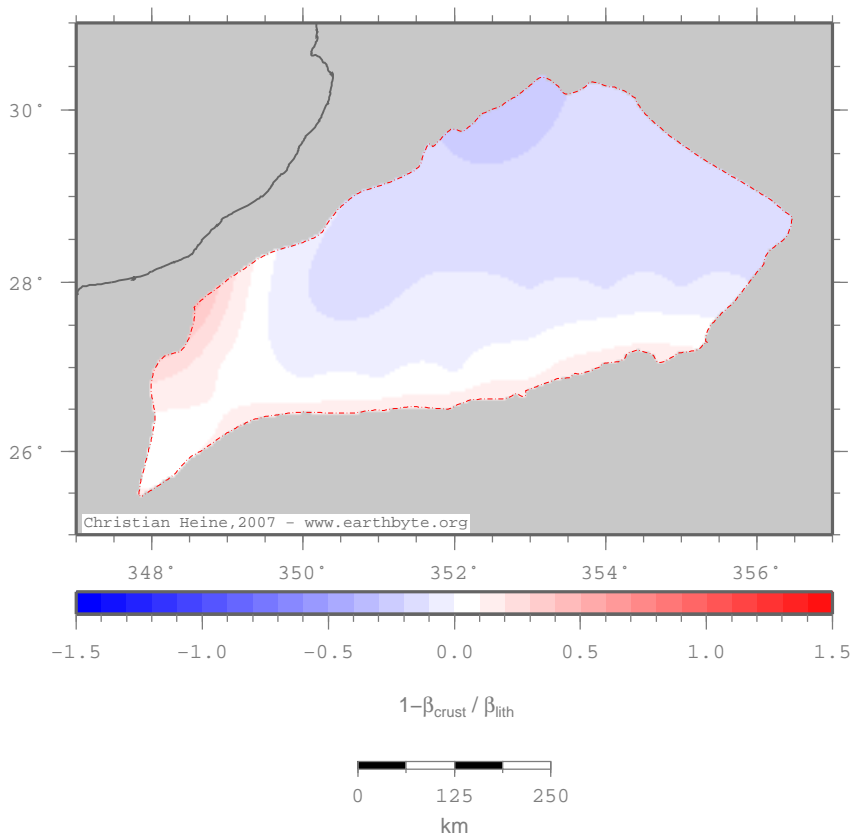 30°
28°
26°
Christian Heine,2007 - www.earthbyte.org
348° 350° 352° 354° 356°
−1.5 −1.0 −0.5 0.0 0.5 1.0 1.5
1−βcrust / βlith
0 125 250
km